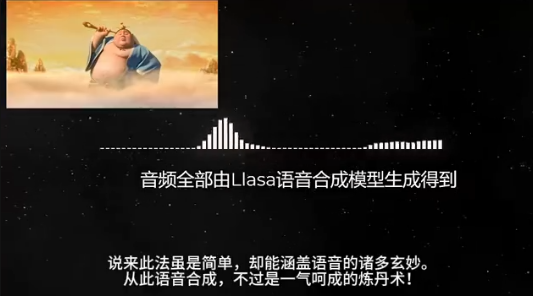 音频全部由Llasa语音合成模型生成得到
说来此法虽是简单，却能涵盖语音的诸多玄妙。
从此语音合成，不过是一气呵成的炼丹术！